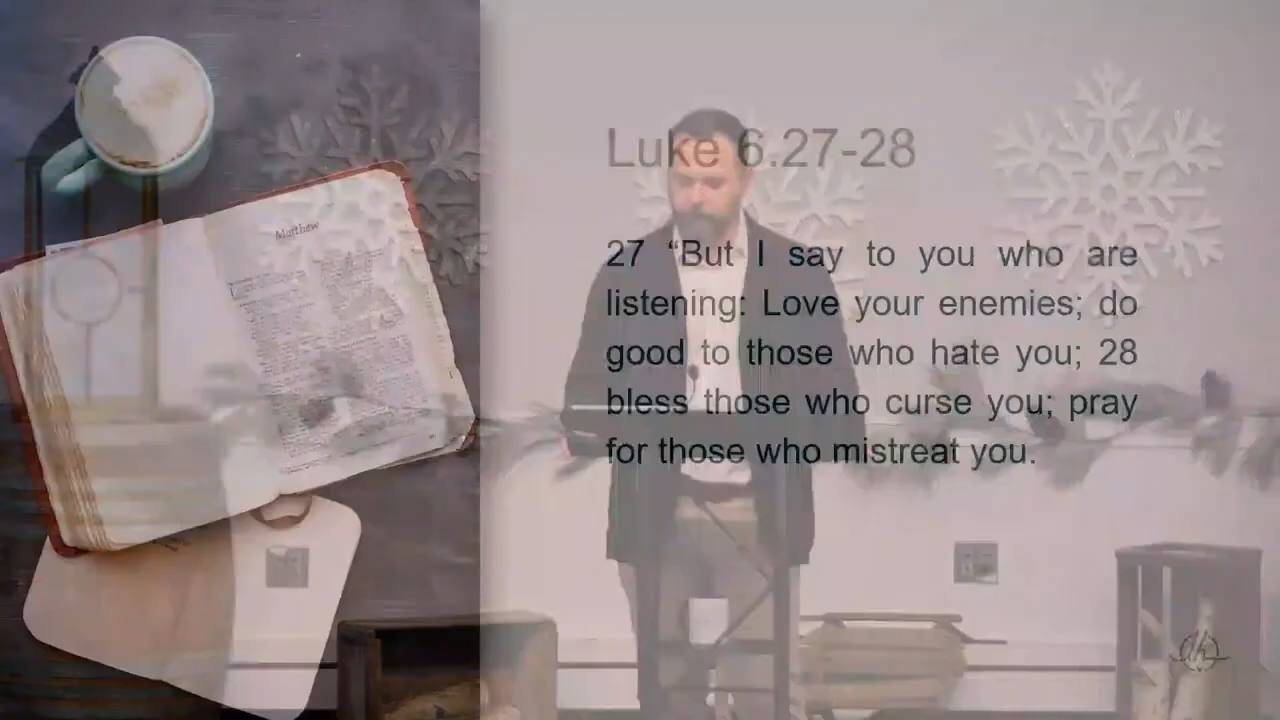 Matthew
Luke 6.27-28
27 “But I say to you who are
listening: Love your enemies; do
good to those who hate you; 28
bless those who curse you; pray
for those who mistreat you.